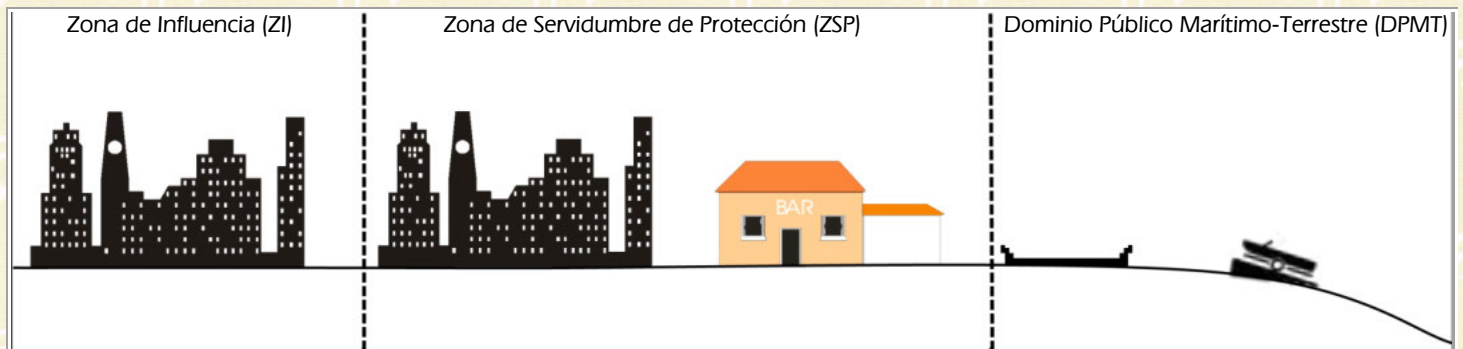 Zona de Influencia (ZI)
Zona de Servidumbre de Protección (ZSP)
Dominio Público Marítimo-Terrestre (DPMT)
BAR